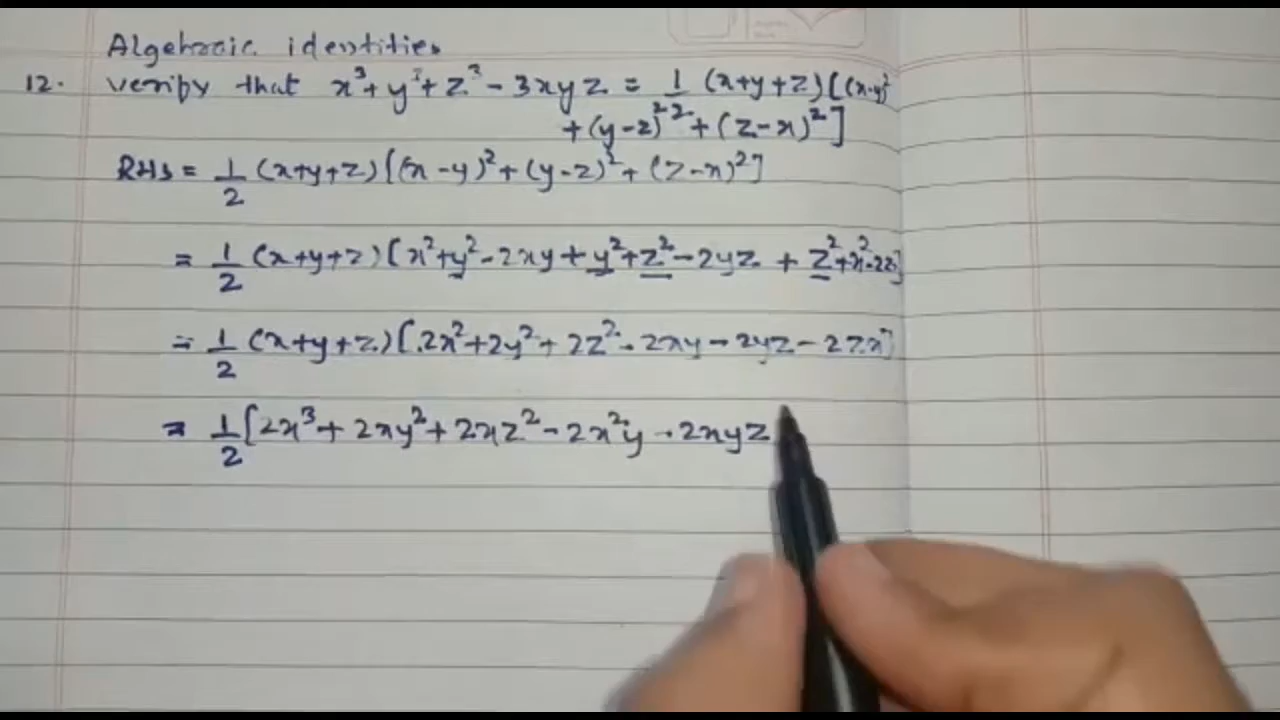 Algebraic identities
12. verify that x³ + y³ + z³ - 3xyz = 1 (x+y+z) [(x-y)²
2 + (y-z)² + (z-x)²]
RHS = 1/2 (x+y+z) [(x-y)² + (y-z)² + (z-x)²]
= 1/2 (x+y+z) [x² + y² - 2xy + y² + z² - 2yz + z² + x² - 2z]
= 1/2 (x+y+z) [2x² + 2y² + 2z² - 2xy - 2yz - 2zx]
= 1/2 [2x³ + 2xy² + 2xz² - 2x²y - 2xyz